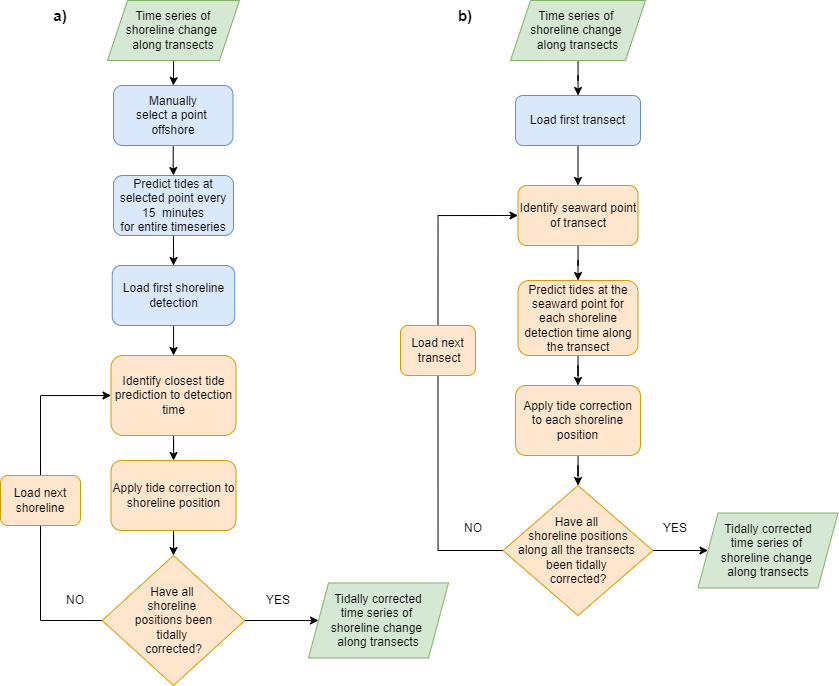 a)
Time series of
shoreline change
along transects
Manually
select a point
offshore
Predict tides at
selected point every
15 minutes
for entire timeseries
Load first shoreline
detection
Identify closest tide
prediction to detection
time
Load next
shoreline
Apply tide correction to
shoreline position
Have all
shoreline
positions been
tidally
corrected?
NO
YES
Tidally corrected
time series of
shoreline change
along transects
b)
Time series of
shoreline change
along transects
Load first transect
Identify seaward point
of transect
Predict tides at the
seaward point for
each shoreline
detection time along
the transect
Load next
transect
Apply tide correction
to each shoreline
position
Have all
shoreline positions
along all the transects
been tidally
corrected?
NO
YES
Tidally corrected
time series of
shoreline change
along transects